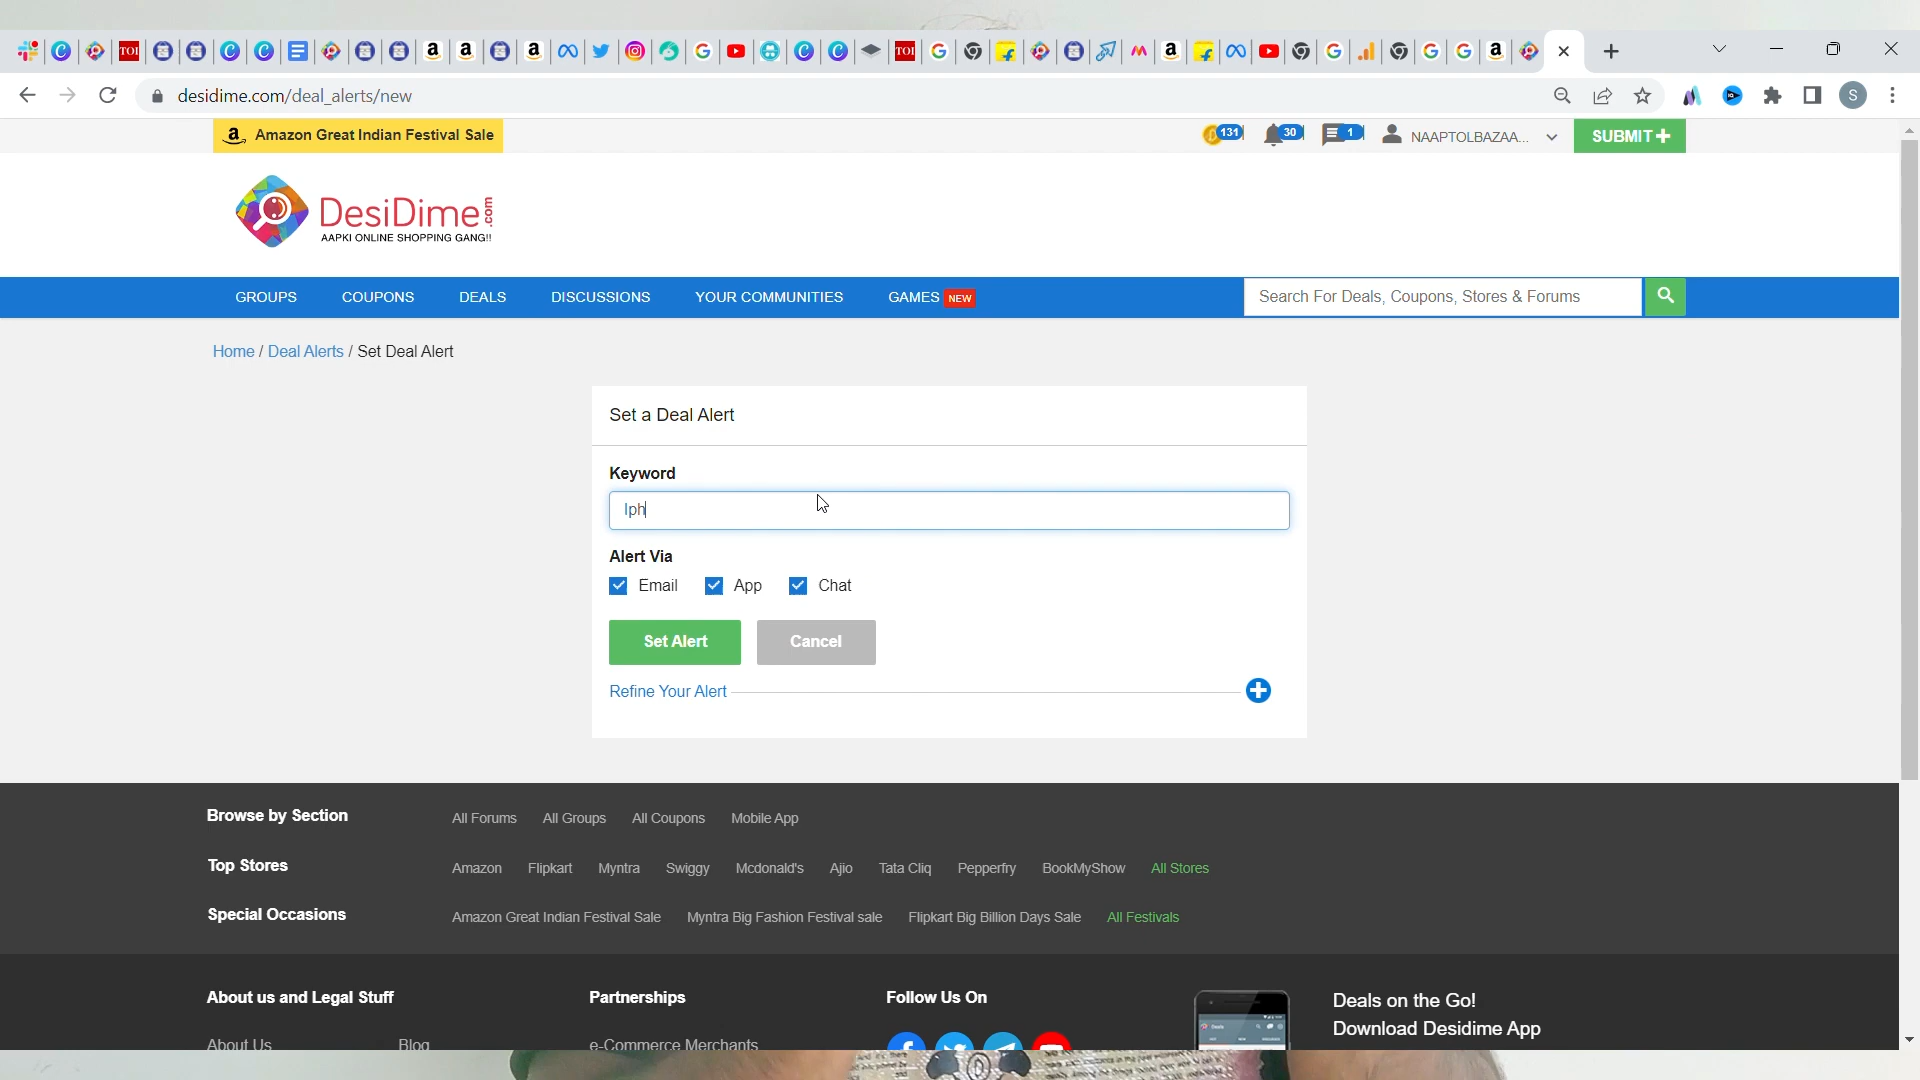 TOI
TOI
desidime.com/deal_alerts/new
S
Amazon Great Indian Festival Sale
131
30
1
NAAPTOLBAZAA...
SUBMIT+
DesiDime.com
AAPKI ONLINE SHOPPING GANG!!
GROUPS
COUPONS
DEALS
DISCUSSIONS
YOUR COMMUNITIES
GAMES NEW
Search For Deals, Coupons, Stores & Forums
Home / Deal Alerts / Set Deal Alert
Set a Deal Alert
Keyword
Iph
Alert Via
Email App Chat
Set Alert Cancel
Refine Your Alert
Browse by Section All Forums All Groups All Coupons Mobile App
Top Stores Amazon Flipkart Myntra Swiggy Mcdonald's Ajio Tata Cliq Pepperfry BookMyShow All Stores
Special Occasions Amazon Great Indian Festival Sale Myntra Big Fashion Festival sale Flipkart Big Billion Days Sale All Festivals
About us and Legal Stuff
About Us Blog
Partnerships
e-Commerce Merchants
Follow Us On
Deals on the Go!
Download Desidime App